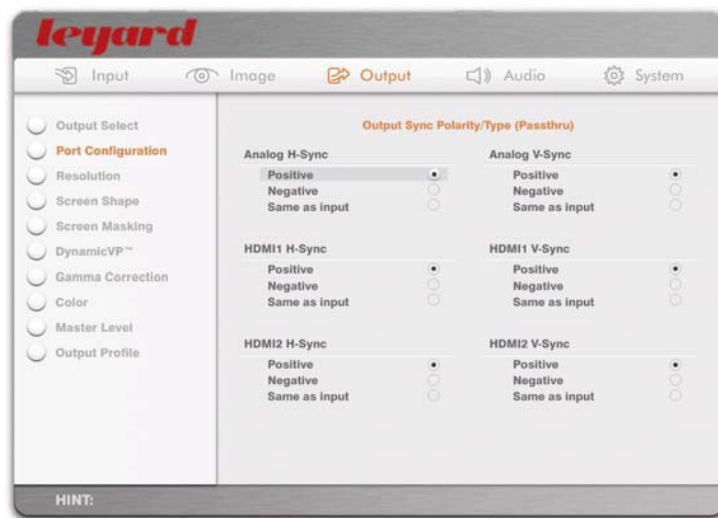 leyard
Input Image Output Audio System
Output Select
Port Configuration
Resolution
Screen Shape
Screen Masking
DynamicVP™
Gamma Correction
Color
Master Level
Output Profile
Output Sync Polarity/Type (Passthru)
Analog H-Sync
Positive
Negative
Same as input
Analog V-Sync
Positive
Negative
Same as input
HDMI1 H-Sync
Positive
Negative
Same as input
HDMI1 V-Sync
Positive
Negative
Same as input
HDMI2 H-Sync
Positive
Negative
Same as input
HDMI2 V-Sync
Positive
Negative
Same as input
HINT: